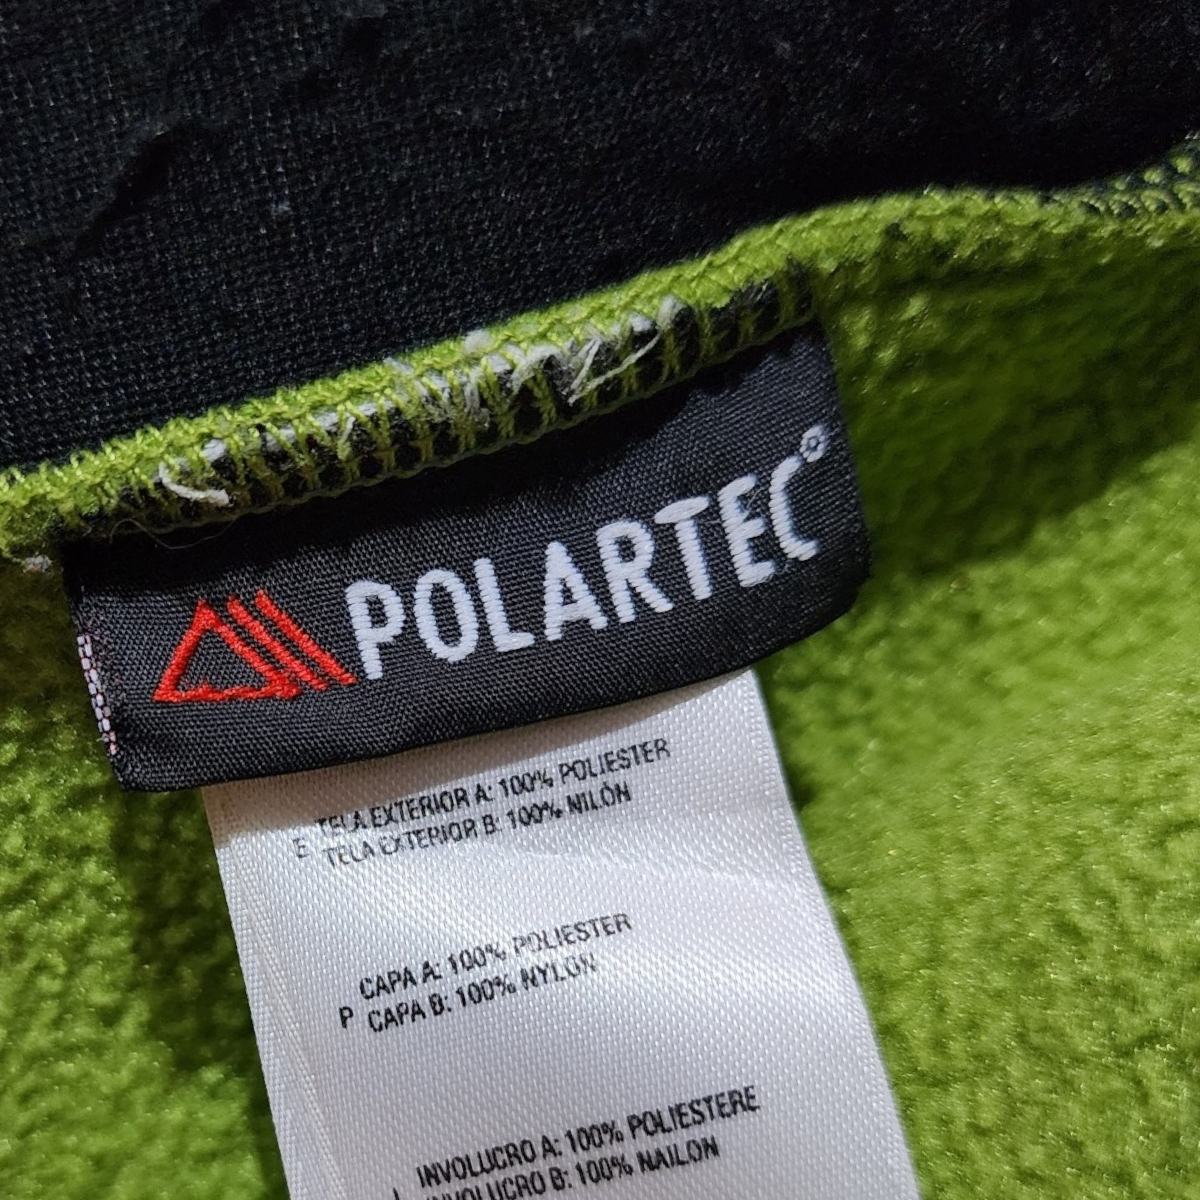 POLARTEC®
E TELA EXTERIOR A: 100% POLIESTER
TELA EXTERIOR B: 100% NILÓN
CAPA A: 100% POLIESTER
P CAPA B: 100% NYLON
INVOLUCRO A: 100% POLIESTERE
I INVOLUCRO B: 100% NAILON